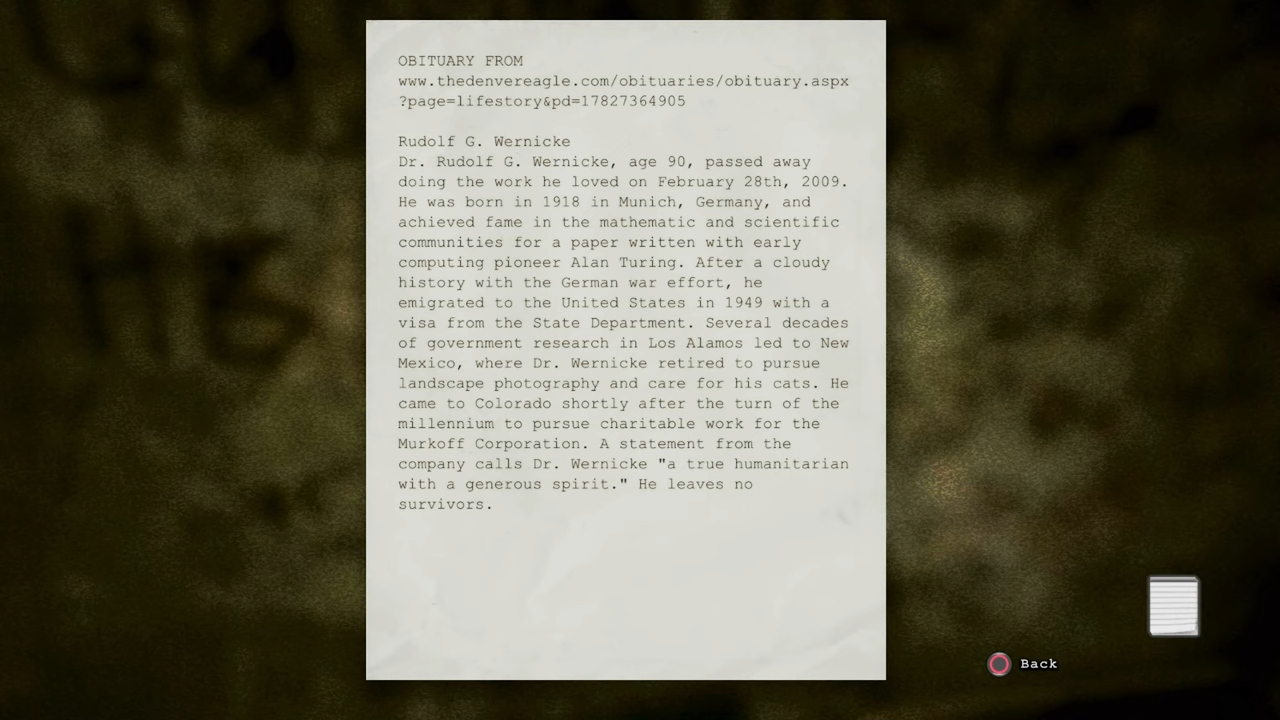 OBITUARY FROM
www.thedenvereagle.com/obituaries/obituary.aspx
?page=lifestory&pd=17827364905
Rudolf G. Wernicke
Dr. Rudolf G. Wernicke, age 90, passed away
doing the work he loved on February 28th, 2009.
He was born in 1918 in Munich, Germany, and
achieved fame in the mathematic and scientific
communities for a paper written with early
computing pioneer Alan Turing. After a cloudy
history with the German war effort, he
emigrated to the United States in 1949 with a
visa from the State Department. Several decades
of government research in Los Alamos led to New
Mexico, where Dr. Wernicke retired to pursue
landscape photography and care for his cats. He
came to Colorado shortly after the turn of the
millennium to pursue charitable work for the
Murkoff Corporation. A statement from the
company calls Dr. Wernicke "a true humanitarian
with a generous spirit." He leaves no
survivors.
Back